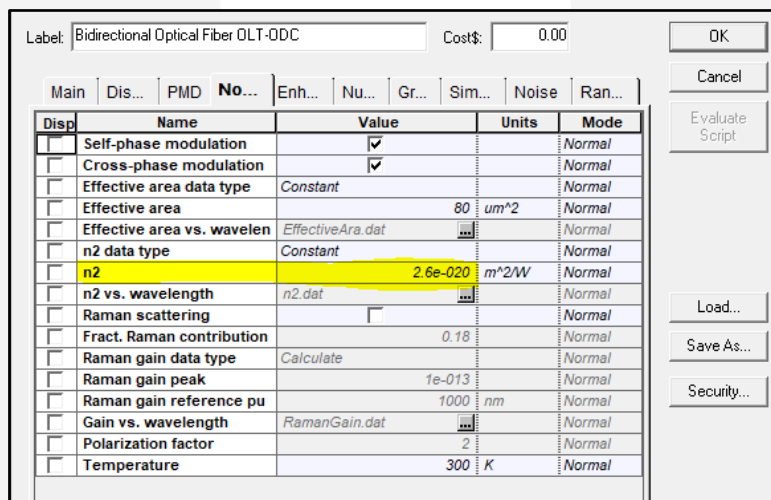 Label: Bidirectional Optical Fiber OLT-ODC Cost$: 0.00 OK
Cancel
Main Dis... PMD No... Enh... Nu... Gr... Sim... Noise Ran...
Evaluate Script
Disp Name Value Units Mode
Self-phase modulation Normal
Cross-phase modulation Normal
Effective area data type Constant Normal
Effective area 80 um^2 Normal
Effective area vs. wavelen EffectiveAra.dat ... Normal
n2 data type Constant Normal
n2 2.6e-020 m^2/W Normal
n2 vs. wavelength n2.dat ... Normal
Load...
Raman scattering Normal
Fract. Raman contribution 0.18 Normal
Save As...
Raman gain data type Calculate Normal
Raman gain peak 1e-013 Normal
Raman gain reference pu 1000 nm Normal
Security...
Gain vs. wavelength RamanGain.dat ... Normal
Polarization factor 2 Normal
Temperature 300 K Normal